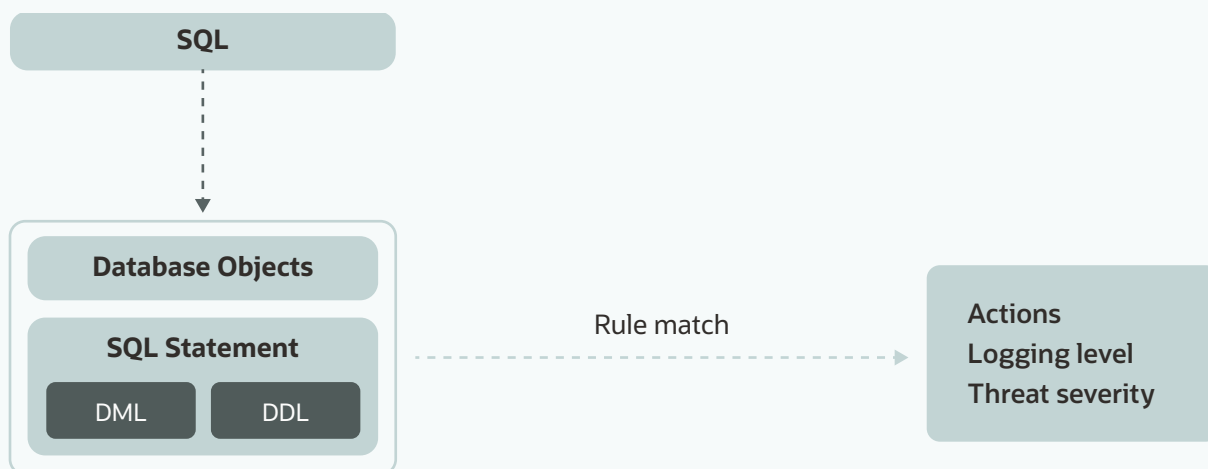 SQL
Database Objects
SQL Statement
DML
DDL
Rule match
Actions
Logging level
Threat severity